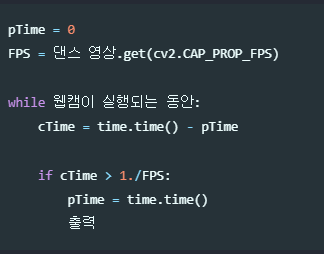 pTime = 0
FPS = 댄스 영상.get(cv2.CAP_PROP_FPS)
while 웹캠이 실행되는 동안:
cTime = time.time() - pTime
if cTime > 1./FPS:
pTime = time.time()
출력